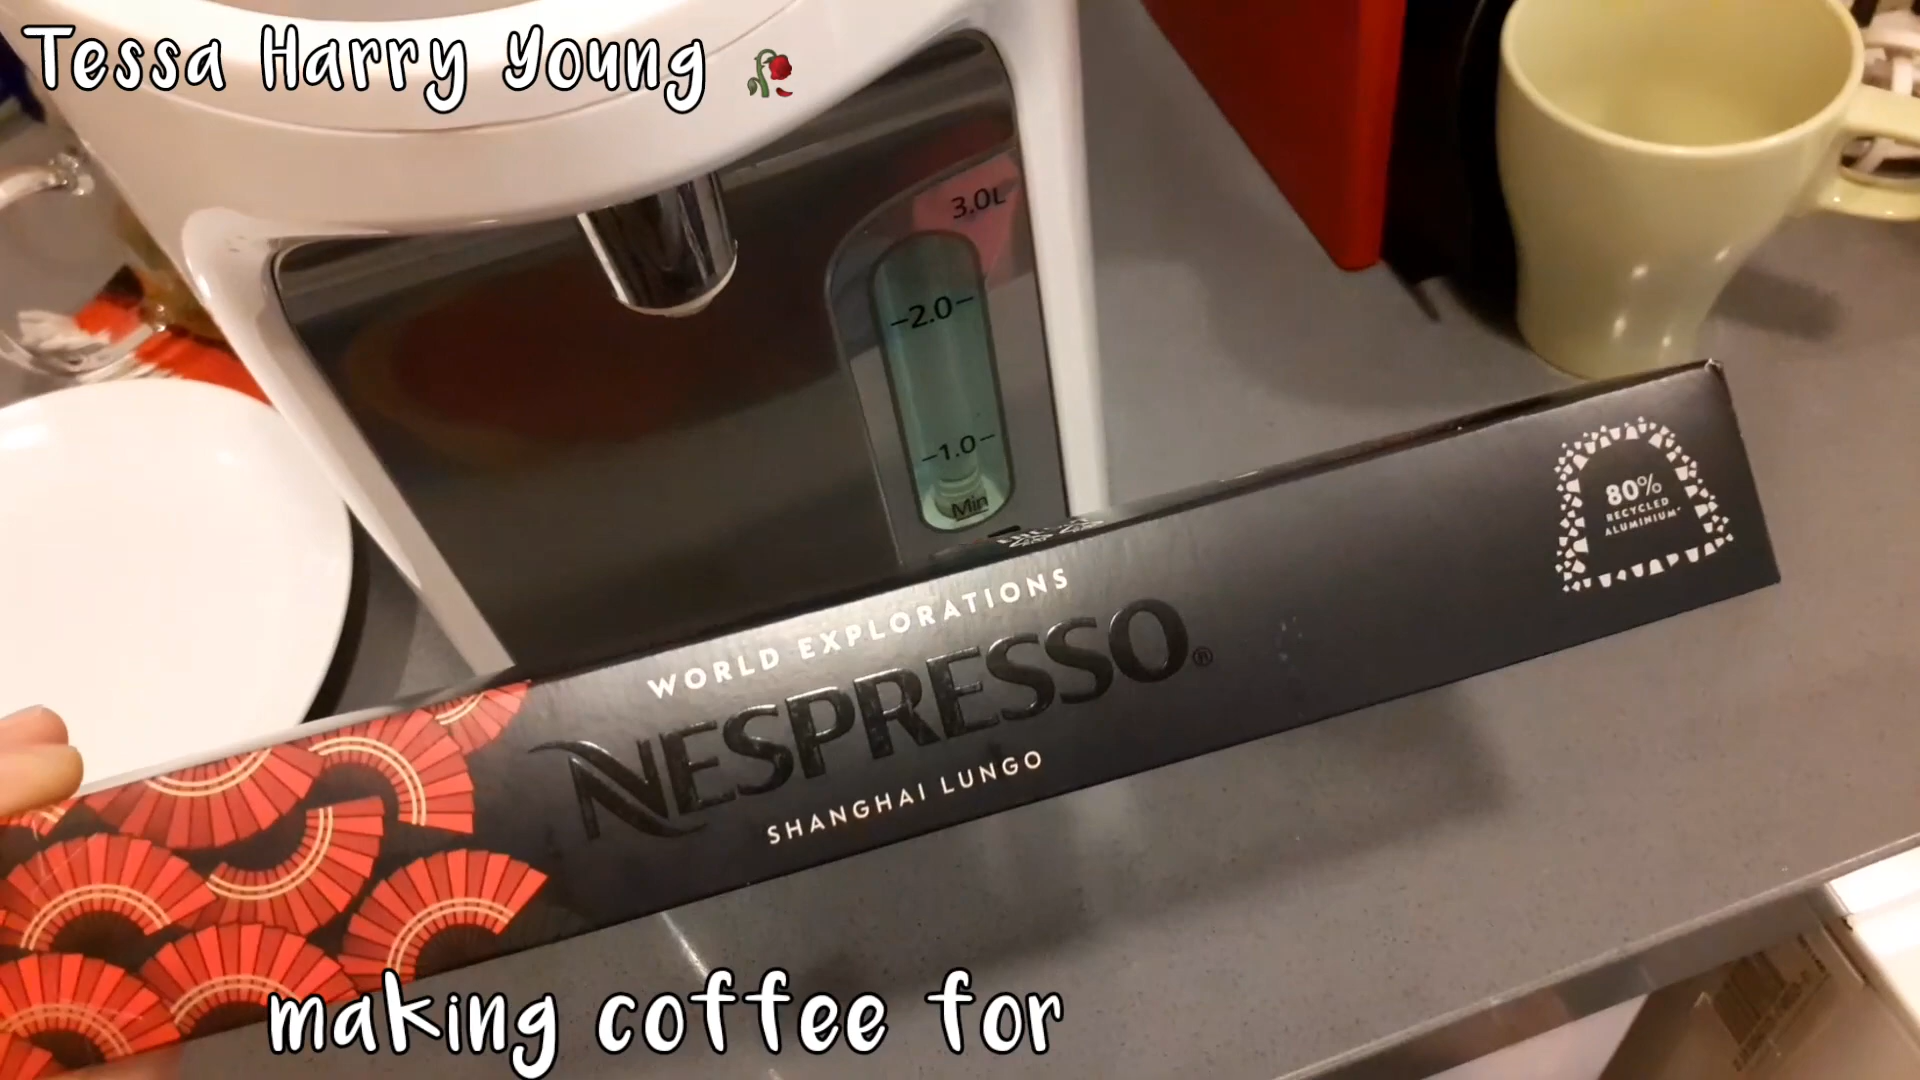 Tessa Harry Young 🥀
3.0L
-2.0-
-1.0-
Min
80%
RECYCLED
ALUMINIUM*
WORLD EXPLORATIONS
NESPRESSO®
SHANGHAI LUNGO
making coffee for